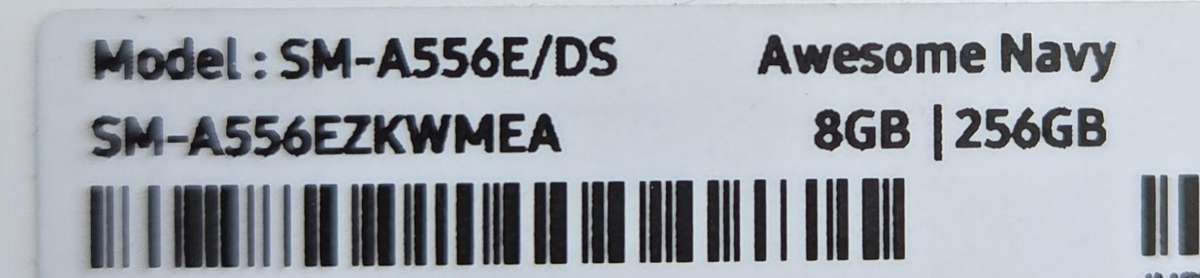 Model : SM-A556E/DS Awesome Navy
SM-A556EZKWMEA 8GB | 256GB